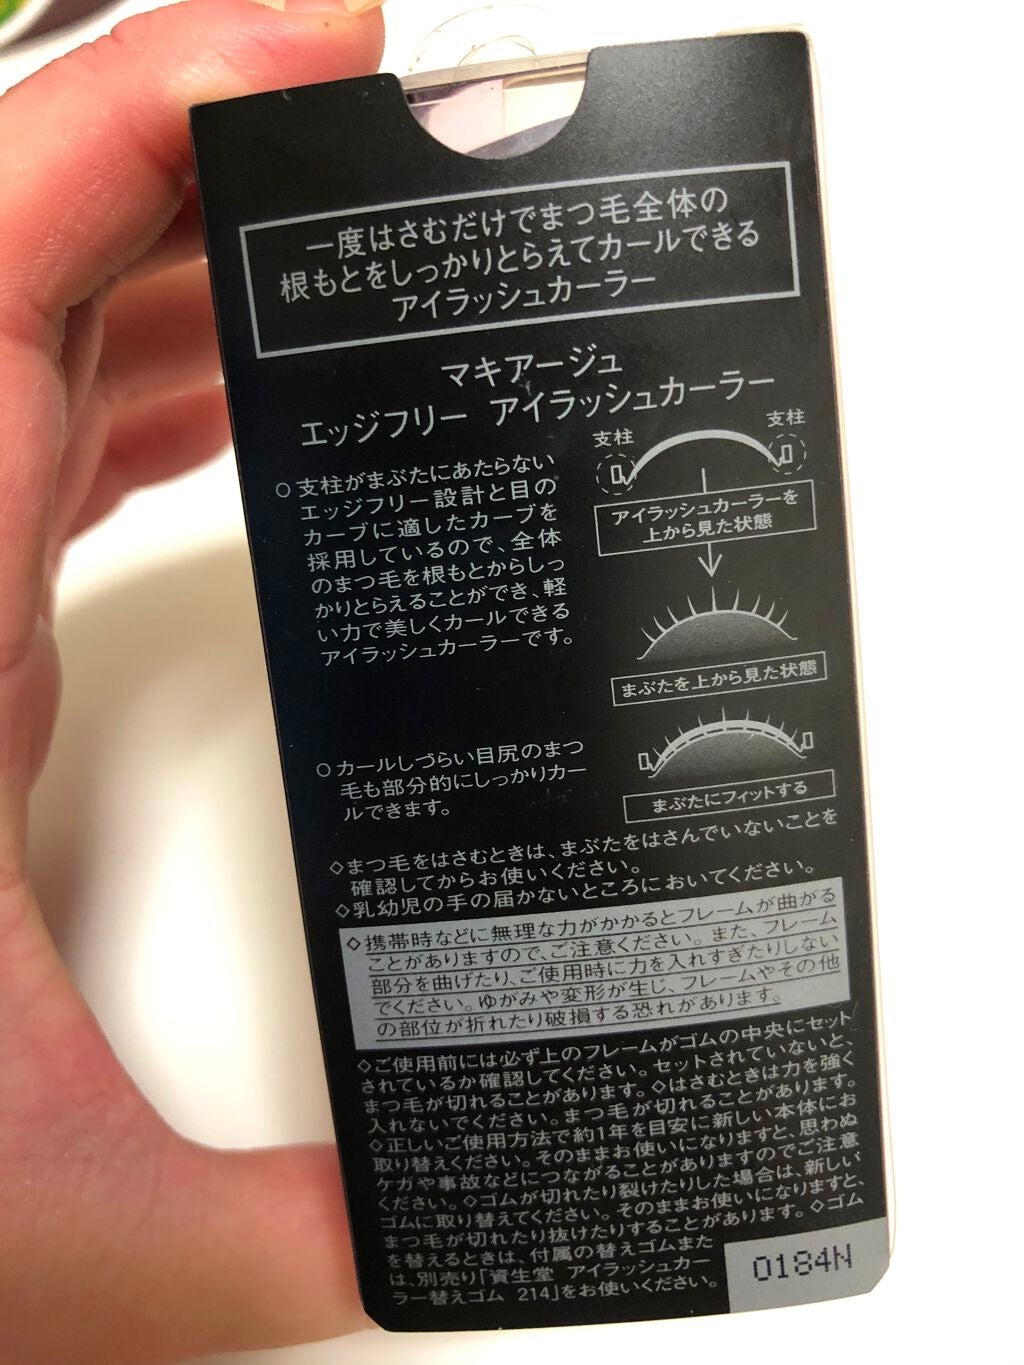 一度はさむだけでまつ毛全体の
根もとをしっかりとらえてカールできる
アイラッシュカーラー
マキアージュ
エッジフリー アイラッシュカーラー
○支柱がまぶたにあたらない
エッジフリー設計と目の
カーブに適したカーブを
採用しているので、全体
のまつ毛を根もとからしっ
かりとらえることができ、軽
い力で美しくカールできる
アイラッシュカーラーです。
支柱
支柱
アイラッシュカーラーを
上から見た状態
まぶたを上から見た状態
まぶたにフィットする
○カールしづらい目尻のまつ
毛も部分的にしっかりカー
ルできます。
◇まつ毛をはさむときは、まぶたをはさんでいないことを
確認してからお使いください。
◇乳幼児の手の届かないところにおいてください。
◇携帯時などに無理な力がかかるとフレームが曲がる
ことがありますので、ご注意ください。また、フレーム
部分を曲げたり、ご使用時に力を入れすぎたりしない
でください。ゆがみや変形が生じ、フレームやその他
の部位が折れたり破損する恐れがあります。
◇ご使用前には必ず上のフレームがゴムの中央にセット
されているか確認してください。セットされていないと、
まつ毛が切れることがあります。◇はさむときは力を強く
入れないでください。まつ毛が切れることがあります。
◇正しいご使用方法で約1年を目安に新しい本体にお
取り替えください。そのままお使いになりますと、思わぬ
ケガや事故などにつながることがありますのでご注意
ください。◇ゴムが切れたり裂けたりした場合は、新しい
ゴムに取り替えてください。そのままお使いになりますと、
まつ毛が切れたり抜けたりすることがあります。◇ゴム
を替えるときは、付属の替えゴムまた
は、別売り「資生堂 アイラッシュカー
ラー替えゴム 214」をお使いください。
0184N